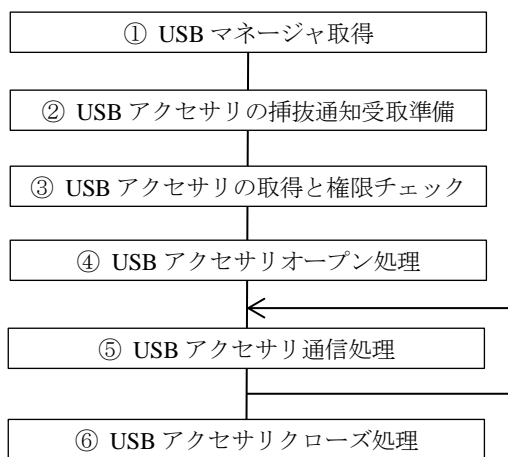 ① USB マネージャ取得
② USB アクセサリの挿抜通知受取準備
③ USB アクセサリの取得と権限チェック
④ USB アクセサリオープン処理
⑤ USB アクセサリ通信処理
⑥ USB アクセサリクローズ処理